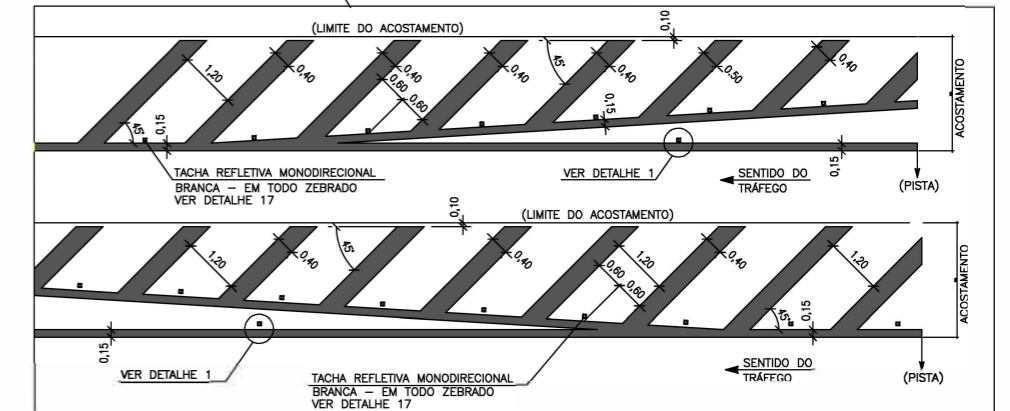 (LIMITE DO ACOSTAMENTO)
0,10
1,20
0,40
0,40
0,60
0,60
0,40
45°
0,40
0,15
0,50
0,40
ACOSTAMENTO
45°
0,15
TACHA REFLETIVA MONODIRECIONAL
BRANCA – EM TODO ZEBRADO
VER DETALHE 17
VER DETALHE 1
SENTIDO DO
TRÁFEGO
0,15
(PISTA)
(LIMITE DO ACOSTAMENTO)
0,10
1,20
0,40
45°
0,40
0,60
0,60
1,20
0,40
1,20
45°
0,15
ACOSTAMENTO
0,15
VER DETALHE 1
TACHA REFLETIVA MONODIRECIONAL
BRANCA – EM TODO ZEBRADO
VER DETALHE 17
SENTIDO DO
TRÁFEGO
(PISTA)